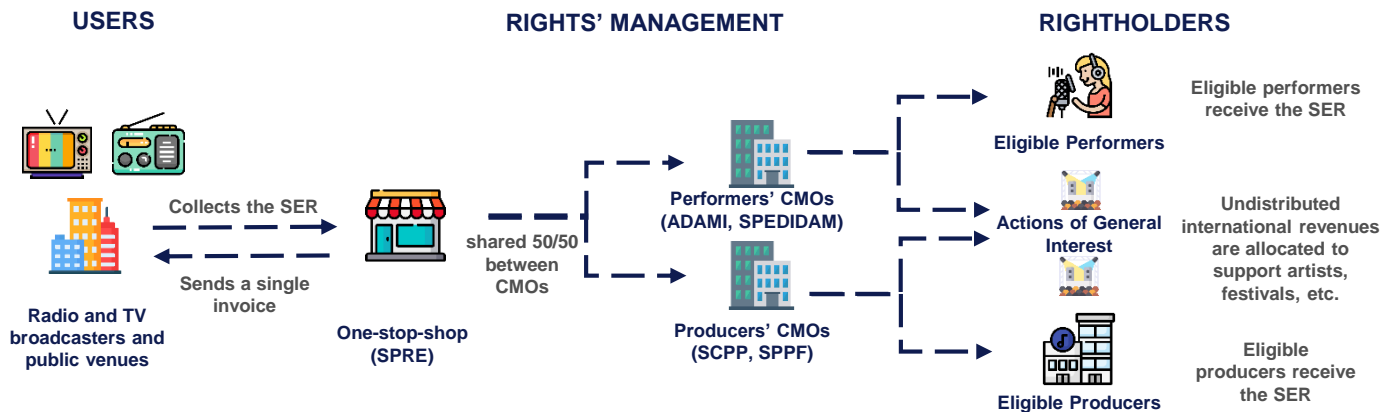 USERS
RIGHTS' MANAGEMENT
RIGHTHOLDERS
Collects the SER
Sends a single
invoice
Radio and TV
broadcasters and
public venues
One-stop-shop
(SPRE)
shared 50/50
between
CMOs
Performers' CMOs
(ADAMI, SPEDIDAM)
Producers' CMOs
(SCPP, SPPF)
Eligible Performers
Eligible performers
receive the SER
Actions of General
Interest
Undistributed
international revenues
are allocated to
support artists,
festivals, etc.
Eligible Producers
Eligible
producers receive
the SER